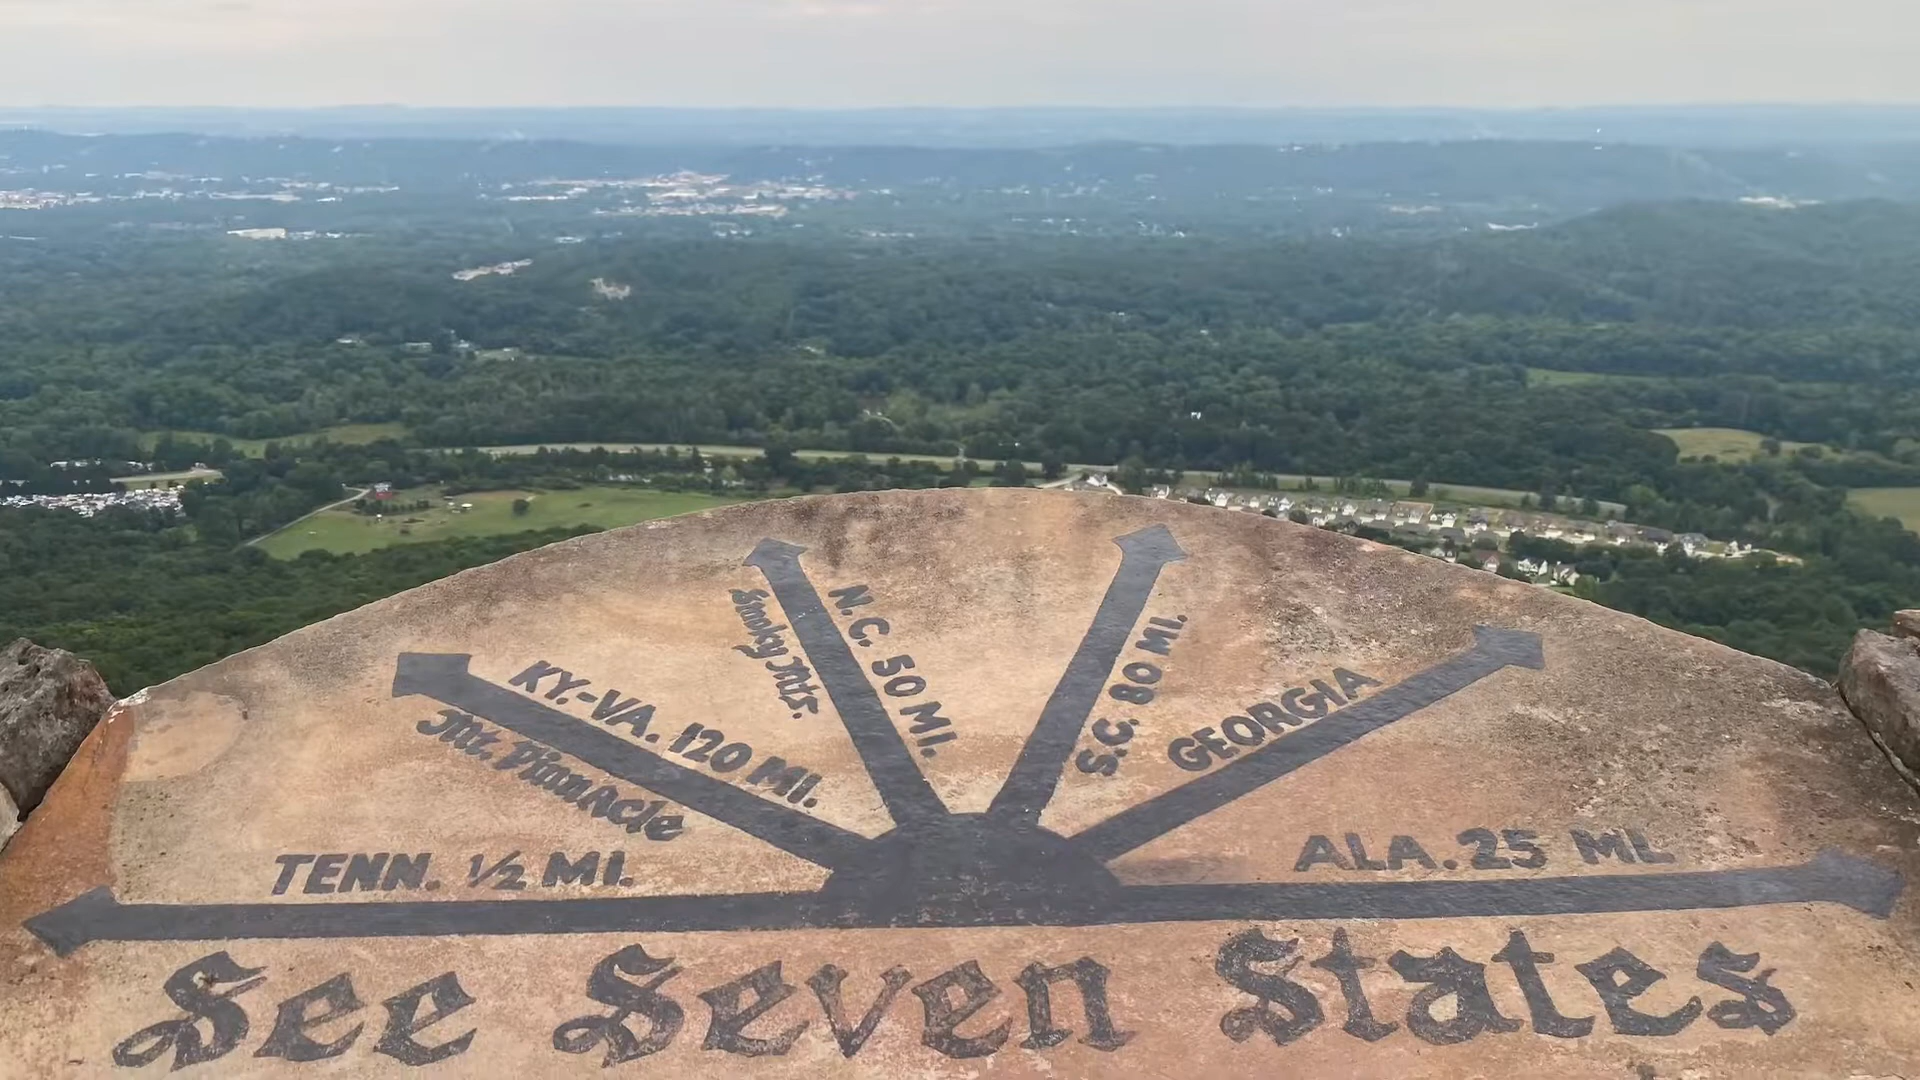 TENN. ½ MI.
KY.-VA. 120 MI.
Mt. Pinnacle
Smoky Mts.
N.C. 50 MI.
S.C. 80 MI.
GEORGIA
ALA. 25 MI.
See Seven States